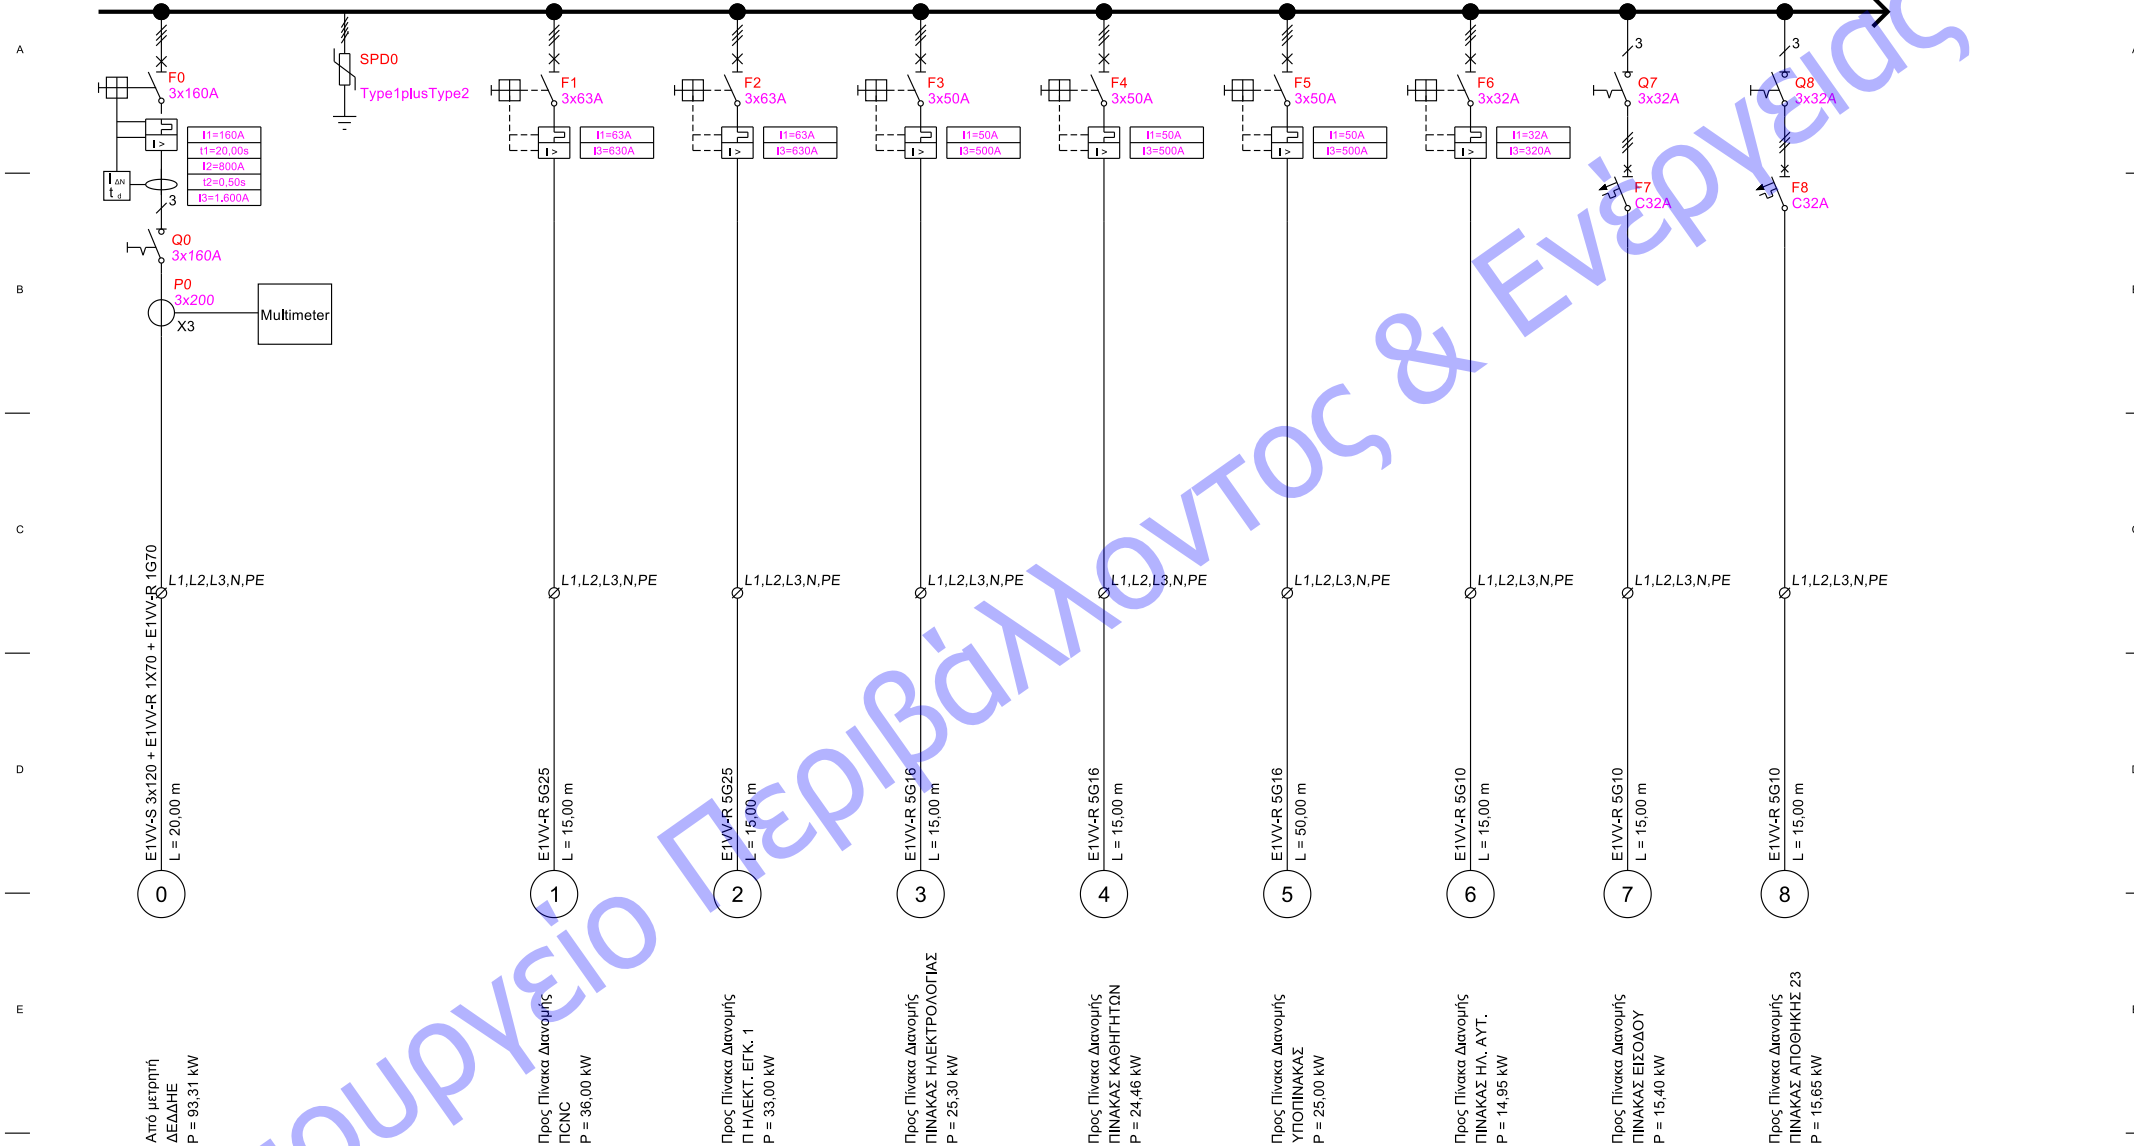 A
F0
3x160A
SPD0
Type1plusType2
F1
3x63A
F2
3x63A
F3
3x50A
F4
3x50A
F5
3x50A
F6
3x32A
3
Q7
3x32A
3
Q8
3x32A
I1=160A
t1=20,00s
I2=800A
t2=0,50s
I3=1.600A
I >
I1=63A
I3=630A
I >
I1=63A
I3=630A
I >
I1=50A
I3=500A
I >
I1=50A
I3=500A
I >
I1=50A
I3=500A
I >
I1=32A
I3=320A
I >
I ΔN
t d
3
F7
C32A
F8
C32A
Q0
3x160A
B
P0
3x200
X3
Multimeter
C
L1,L2,L3,N,PE
L1,L2,L3,N,PE
L1,L2,L3,N,PE
L1,L2,L3,N,PE
L1,L2,L3,N,PE
L1,L2,L3,N,PE
L1,L2,L3,N,PE
L1,L2,L3,N,PE
L1,L2,L3,N,PE
D
E1VV-S 3x120 + E1VV-R 1X70 + E1VV-R 1G70
L = 20,00 m
E1VV-R 5G25
L = 15,00 m
E1VV-R 5G25
L = 15,00 m
E1VV-R 5G16
L = 15,00 m
E1VV-R 5G16
L = 15,00 m
E1VV-R 5G16
L = 50,00 m
E1VV-R 5G10
L = 15,00 m
E1VV-R 5G10
L = 15,00 m
E1VV-R 5G10
L = 15,00 m
0
1
2
3
4
5
6
7
8
E
Από μετρητή
ΔΕΔΔΗΕ
P = 93,31 kW
Προς Πίνακα Διανομής
ΠCNC
P = 36,00 kW
Προς Πίνακα Διανομής
Π ΗΛΕΚΤ. ΕΓΚ. 1
P = 33,00 kW
Προς Πίνακα Διανομής
ΠΙΝΑΚΑΣ ΗΛΕΚΤΡΟΛΟΓΙΑΣ
P = 25,30 kW
Προς Πίνακα Διανομής
ΠΙΝΑΚΑΣ ΚΑΘΗΓΗΤΩΝ
P = 24,46 kW
Προς Πίνακα Διανομής
ΥΠΟΠΙΝΑΚΑΣ
P = 25,00 kW
Προς Πίνακα Διανομής
ΠΙΝΑΚΑΣ ΗΛ. ΑΥΤ.
P = 14,95 kW
Προς Πίνακα Διανομής
ΠΙΝΑΚΑΣ ΕΙΣΟΔΟΥ
P = 15,40 kW
Προς Πίνακα Διανομής
ΠΙΝΑΚΑΣ ΑΠΟΘΗΚΗΣ 23
P = 15,65 kW
ουργείο Περιβάλλοντος & Ενέργειας